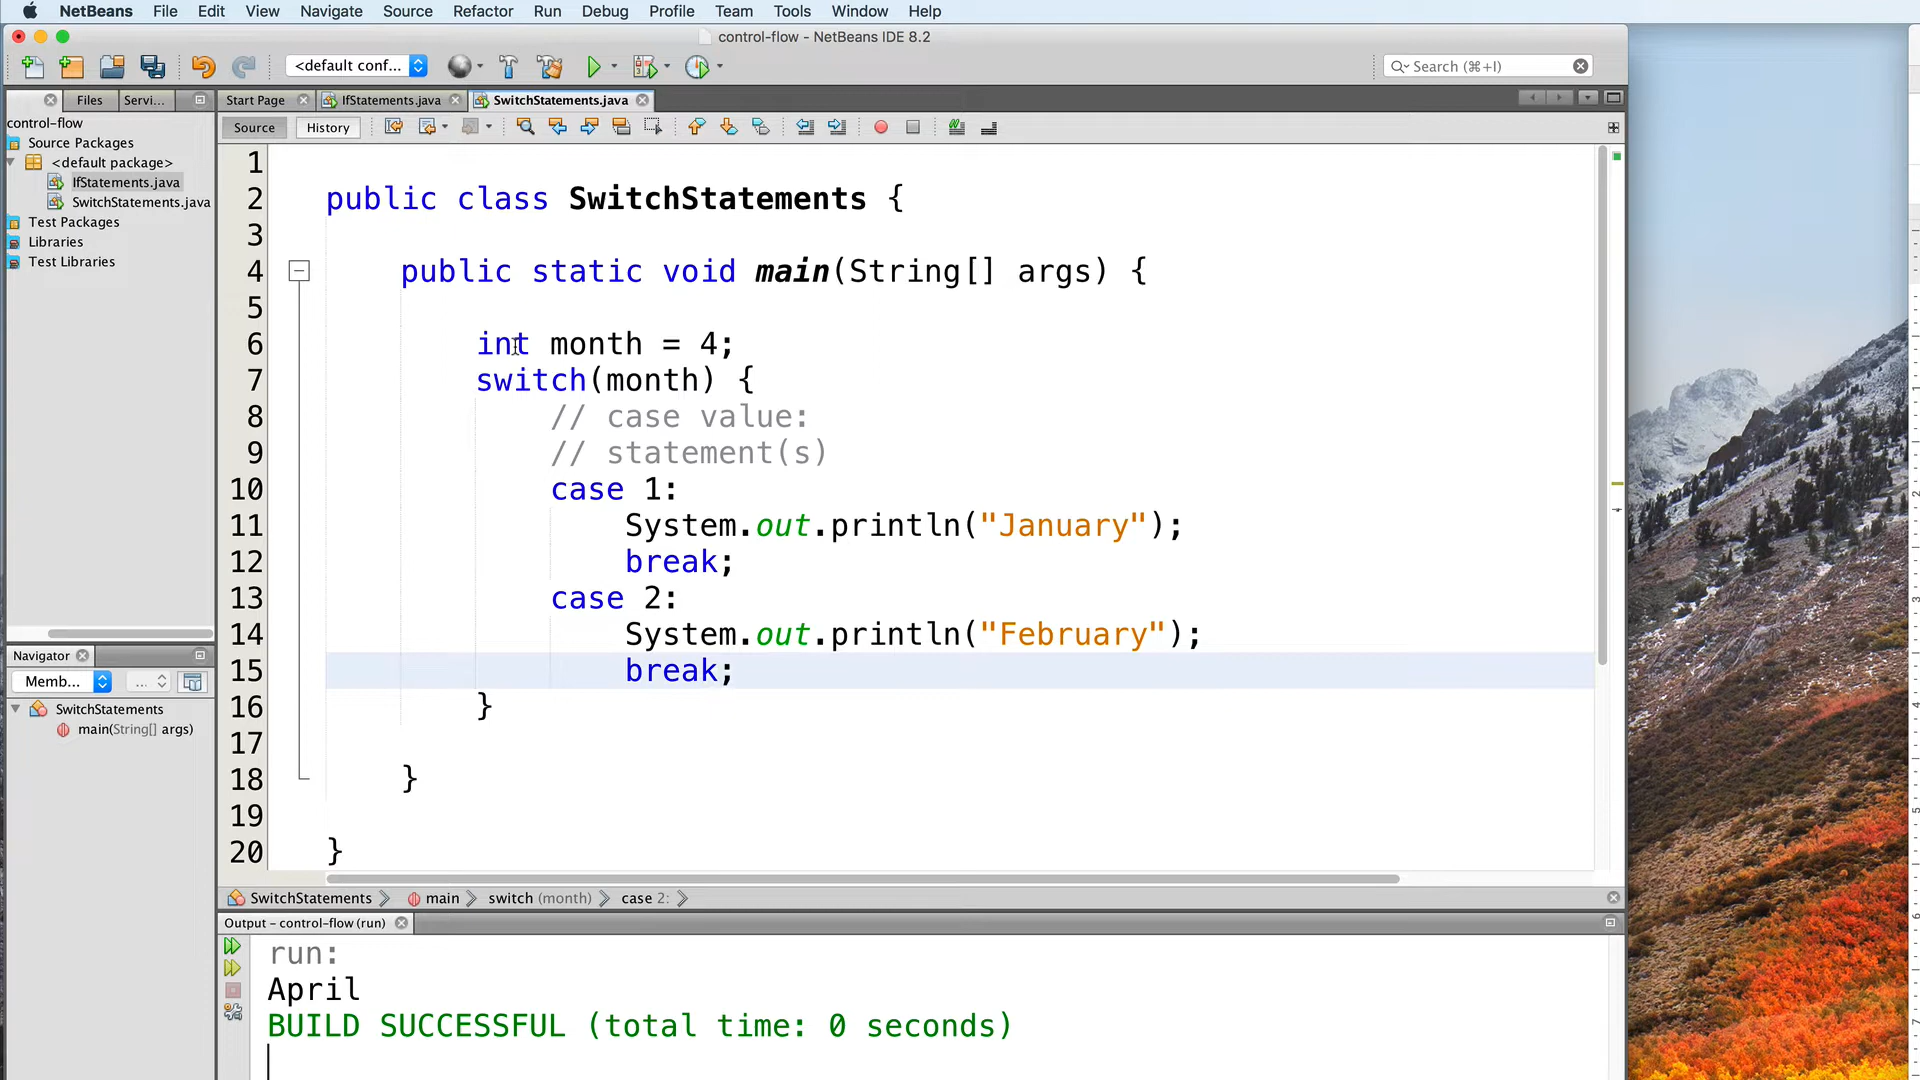 NetBeans File Edit View Navigate Source Refactor Run Debug Profile Team Tools Window Help
control-flow - NetBeans IDE 8.2
<default conf...
Search (⌘+I)
Files Servi...
Start Page IfStatements.java SwitchStatements.java
control-flow
Source Packages
<default package>
IfStatements.java
SwitchStatements.java
Test Packages
Libraries
Test Libraries
Source History
1
2 public class SwitchStatements {
3
4 public static void main(String[] args) {
5
6 int month = 4;
7 switch(month) {
8 // case value:
9 // statement(s)
10 case 1:
11 System.out.println("January");
12 break;
13 case 2:
14 System.out.println("February");
15 break;
16 }
17
18 }
19
20 }
Navigator
Memb... ...
SwitchStatements
main(String[] args)
SwitchStatements main switch (month) case 2:
Output - control-flow (run)
run:
April
BUILD SUCCESSFUL (total time: 0 seconds)